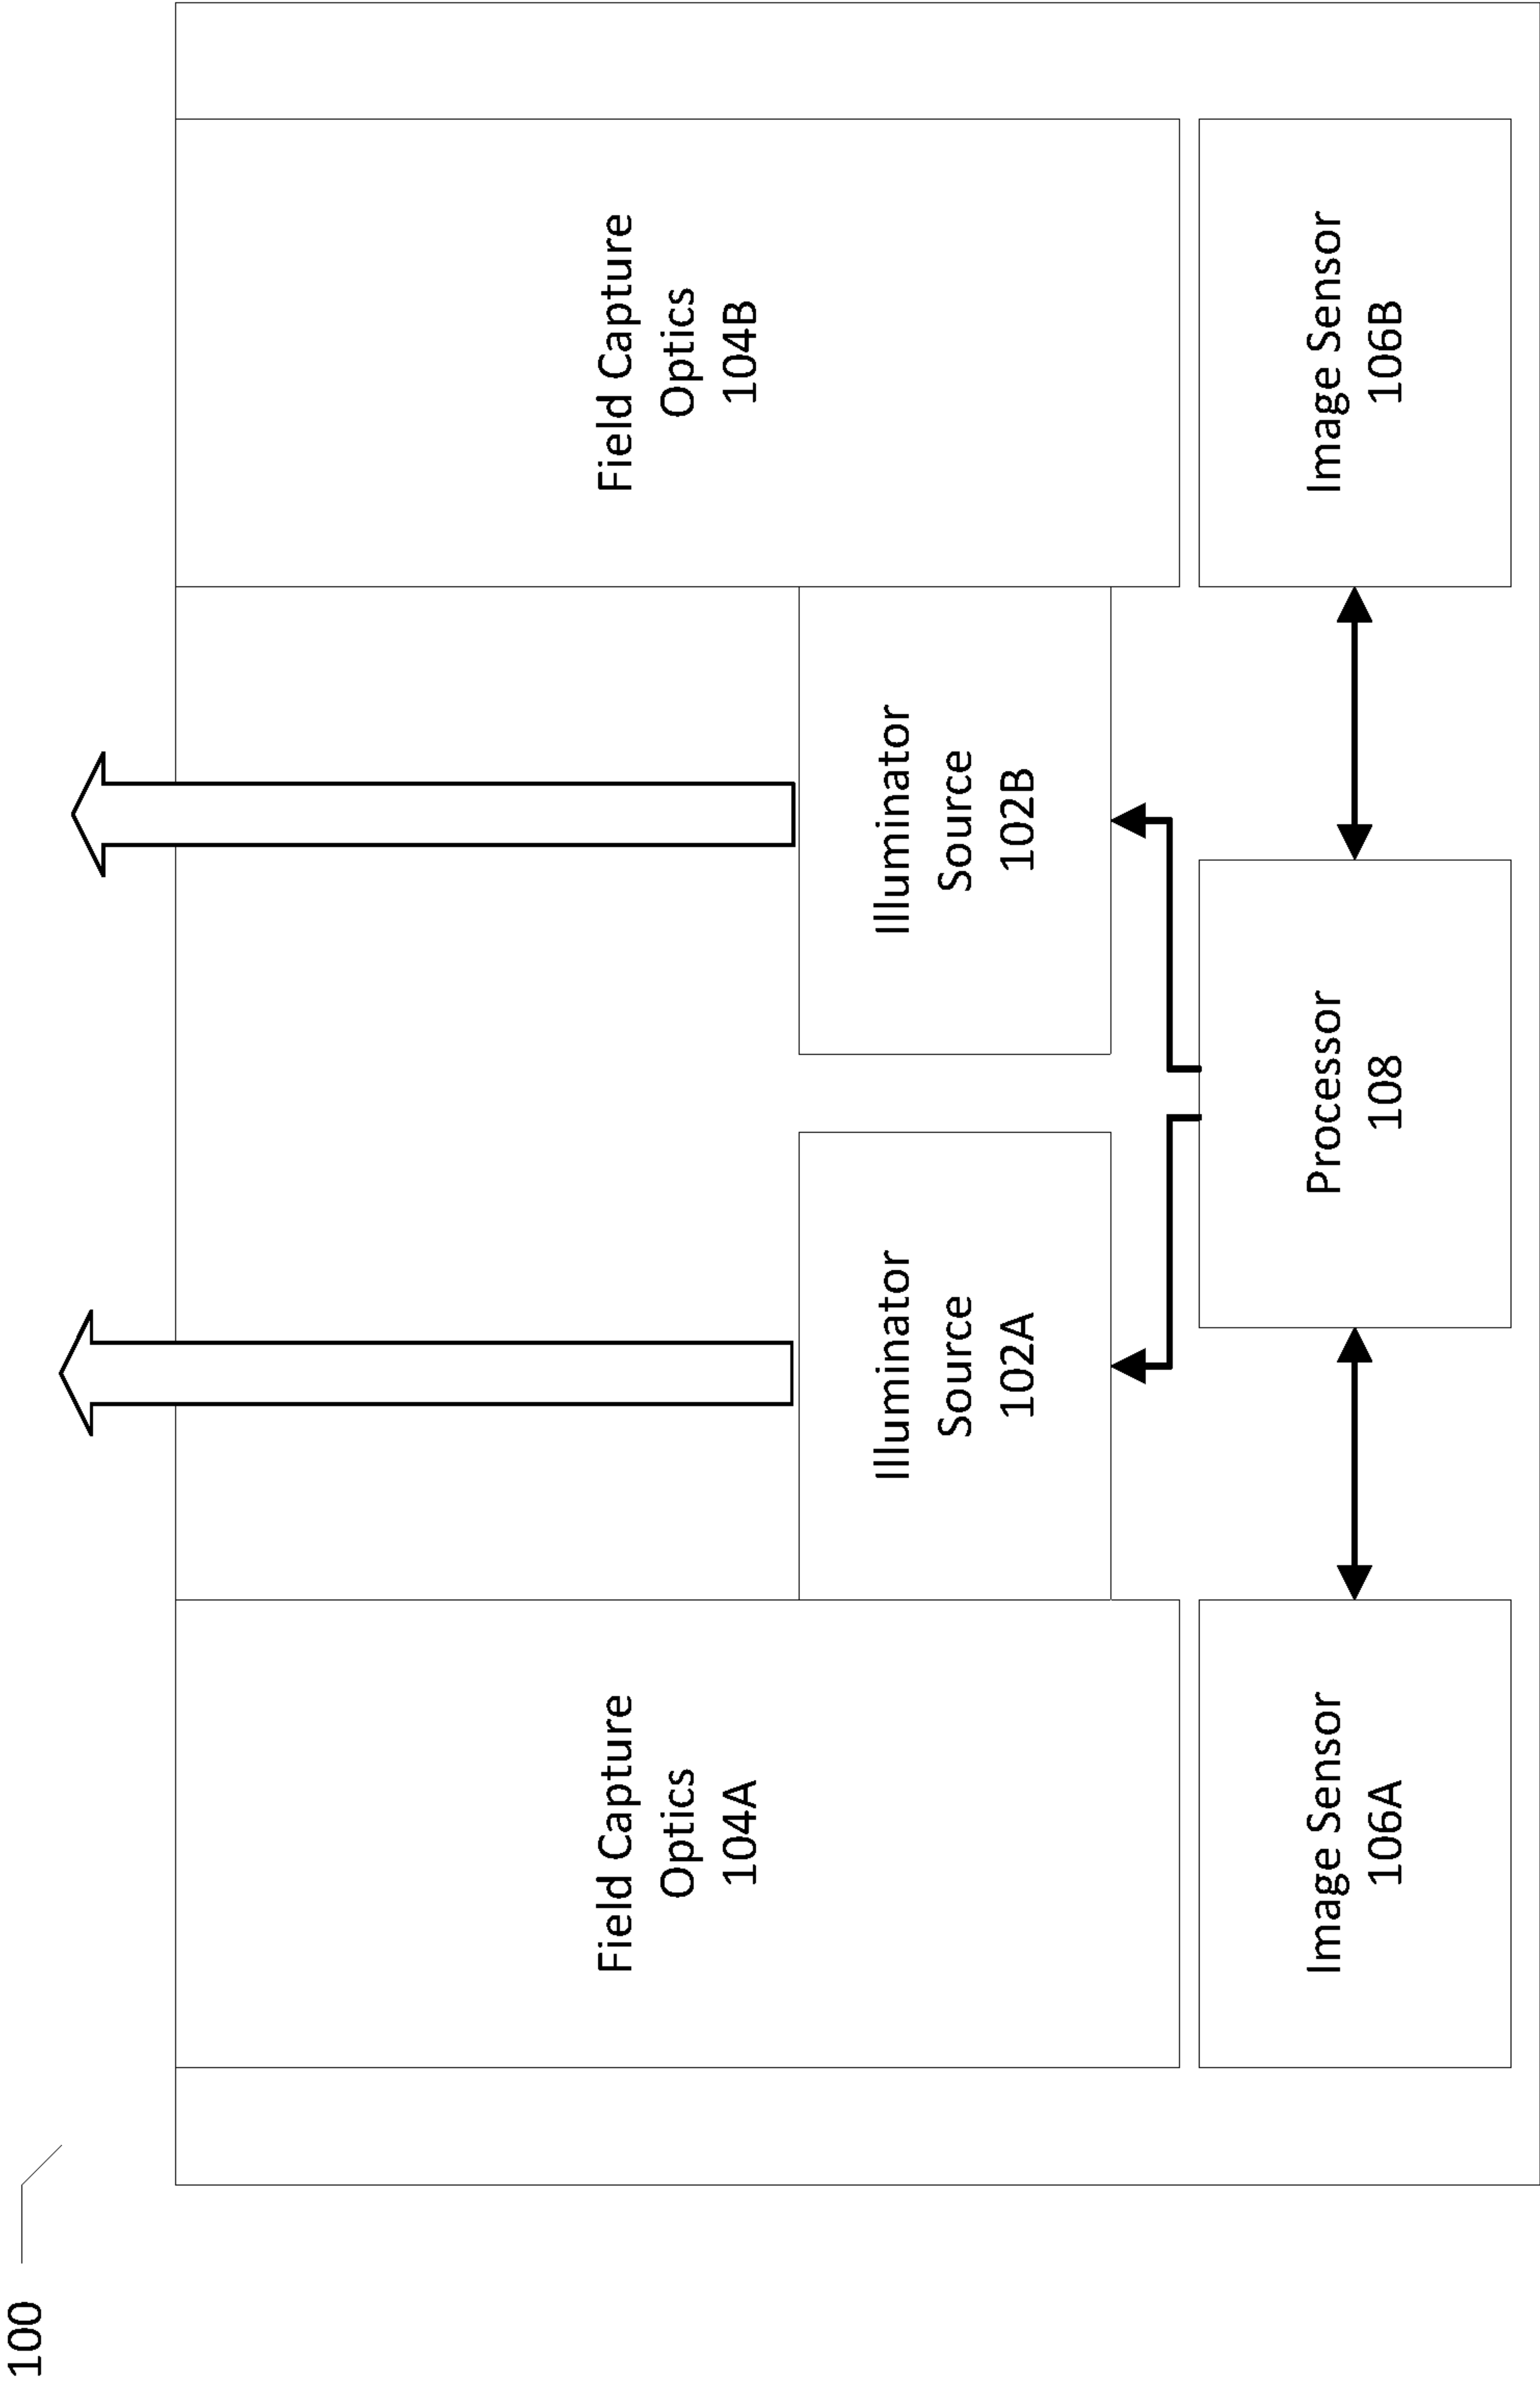 100
Field Capture
Optics
104A
Illuminator
Source
102A
Illuminator
Source
102B
Field Capture
Optics
104B
Image Sensor
106A
Processor
108
Image Sensor
106B